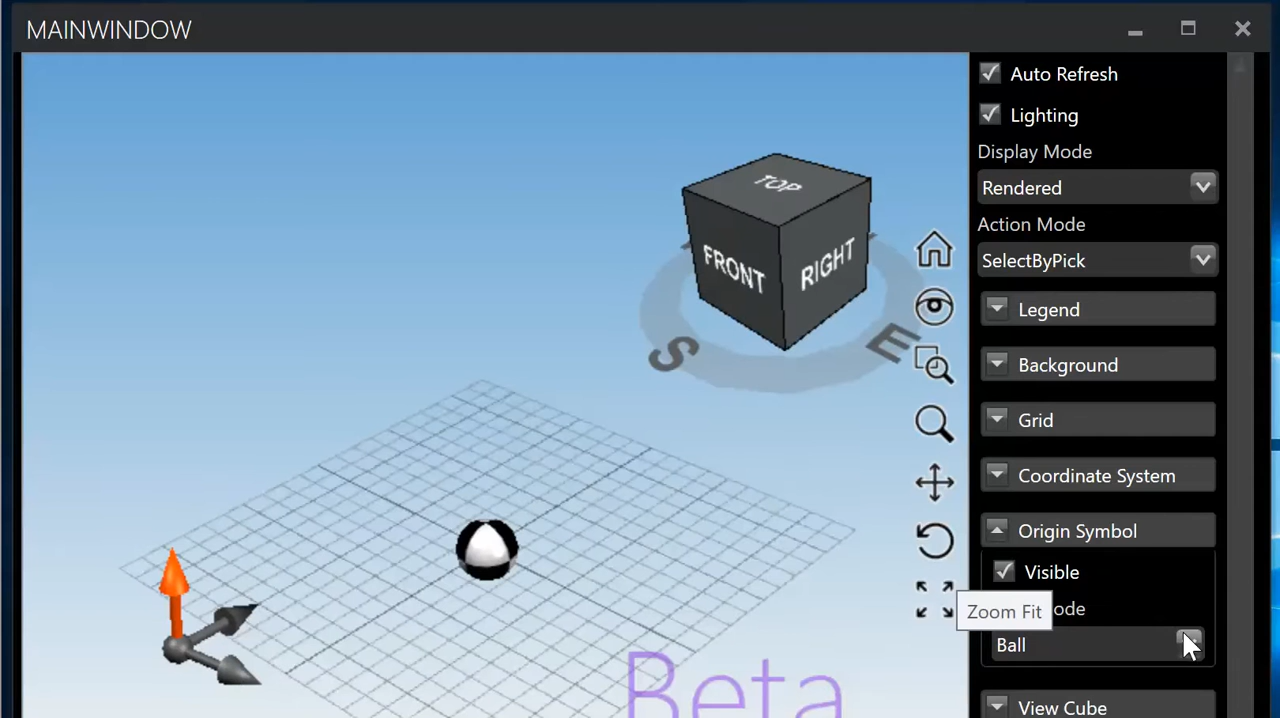 MAINWINDOW
Auto Refresh
Lighting
Display Mode
Rendered
Action Mode
SelectByPick
Legend
Background
Grid
Coordinate System
Origin Symbol
Visible
ode
Ball
View Cube
TOP
FRONT
RIGHT
S
E
Zoom Fit
Beta